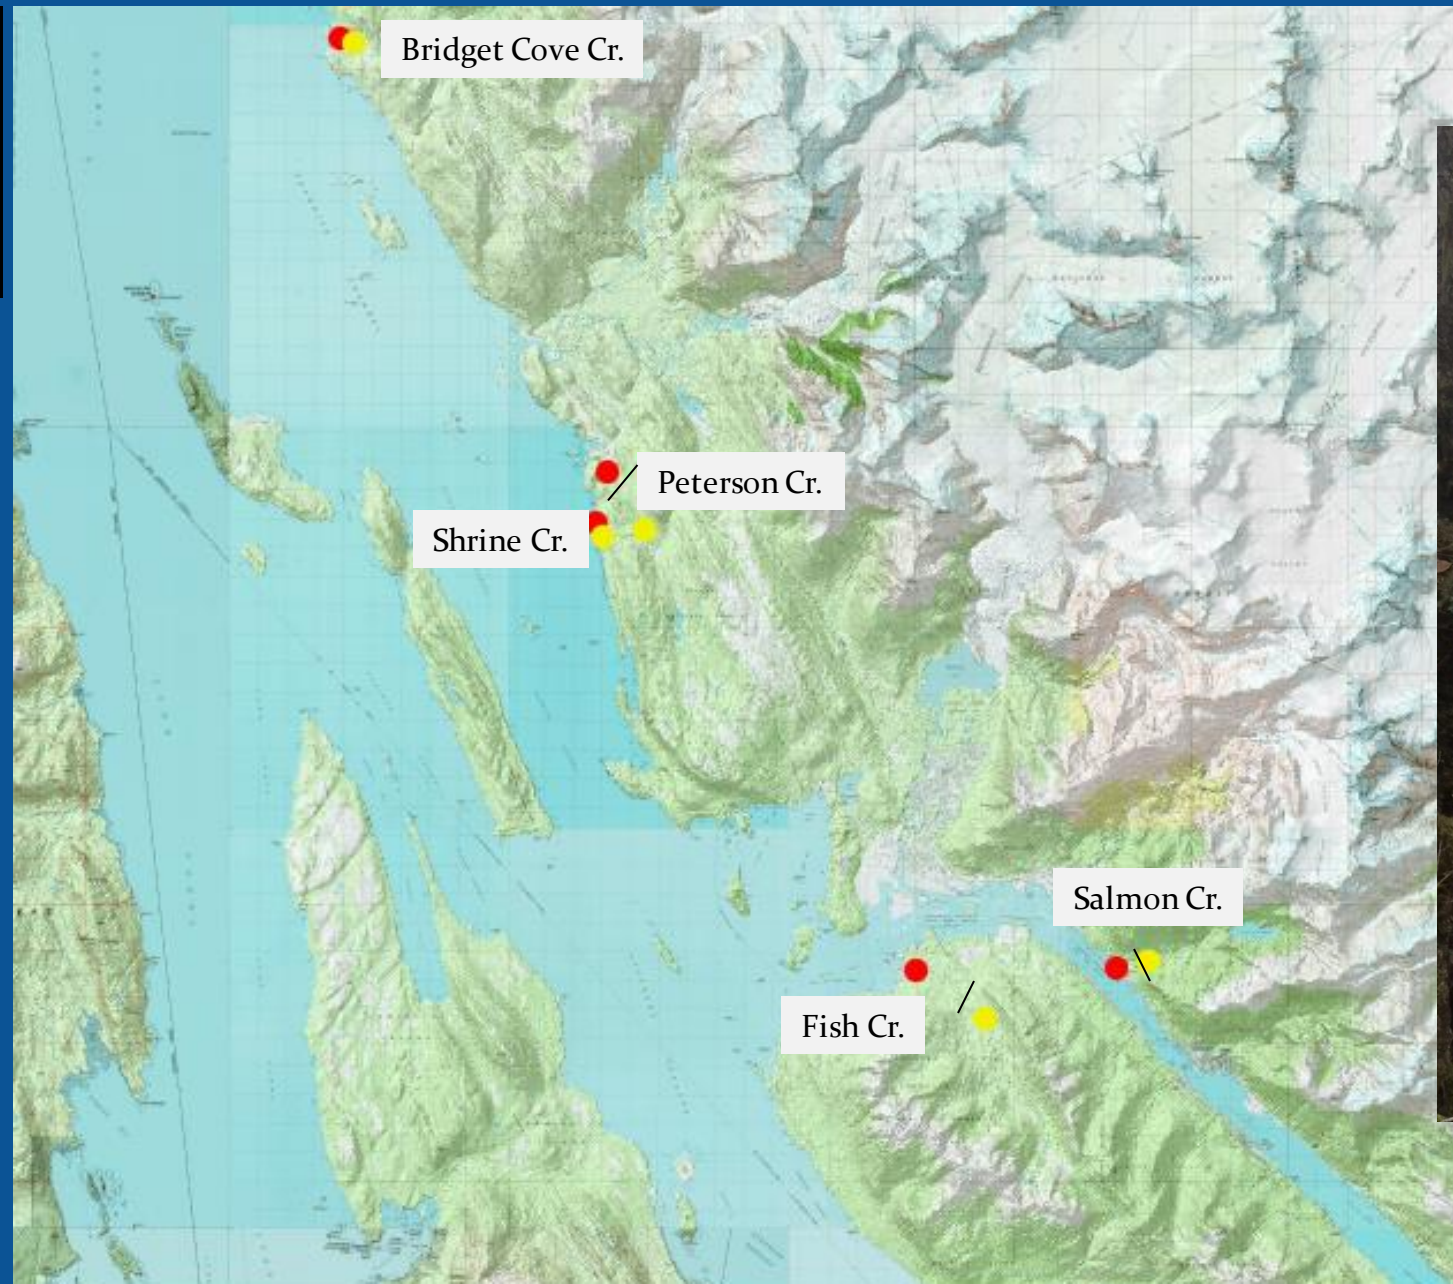 Bridget Cove Cr.
Peterson Cr.
Shrine Cr.
Salmon Cr.
Fish Cr.